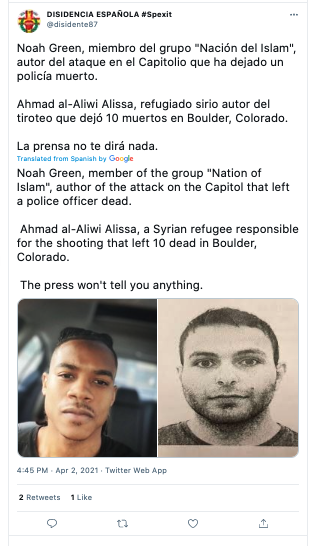 DISIDENCIA ESPAÑOLA #Spexit
@disidente87
Noah Green, miembro del grupo "Nación del Islam",
autor del ataque en el Capitolio que ha dejado un
policía muerto.
Ahmad al-Aliwi Alissa, refugiado sirio autor del
tiroteo que dejó 10 muertos en Boulder, Colorado.
La prensa no te dirá nada.
Translated from Spanish by Google
Noah Green, member of the group "Nation of
Islam", author of the attack on the Capitol that left
a police officer dead.
Ahmad al-Aliwi Alissa, a Syrian refugee responsible
for the shooting that left 10 dead in Boulder,
Colorado.
The press won't tell you anything.
4:45 PM · Apr 2, 2021 · Twitter Web App
2 Retweets 1 Like